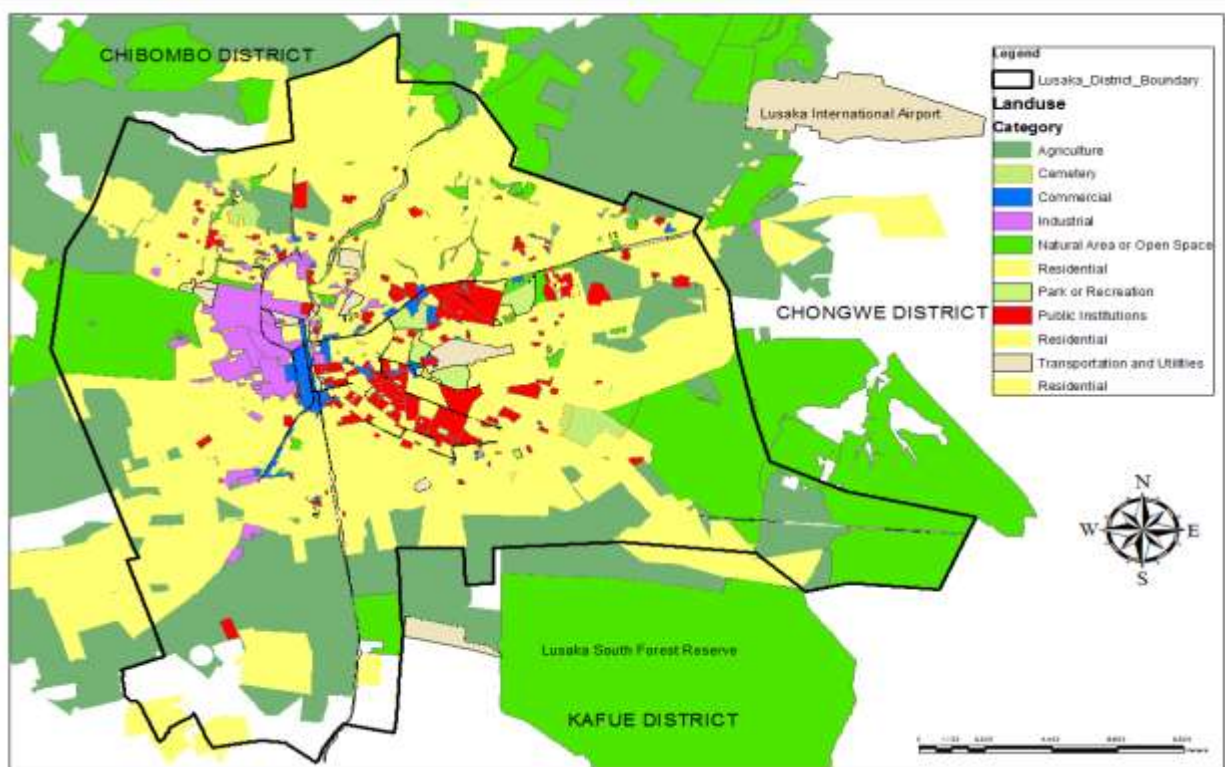 CHIBOMBO DISTRICT
Lusaka International Airport
Legend
Lusaka_District_Boundary
Landuse
Category
Agriculture
Cemetery
Commercial
Industrial
Natural Area or Open Space
Residential
Park or Recreation
Public Institutions
Residential
Transportation and Utilities
Residential
CHONGWE DISTRICT
N
W
E
S
Lusaka South Forest Reserve
KAFUE DISTRICT
0